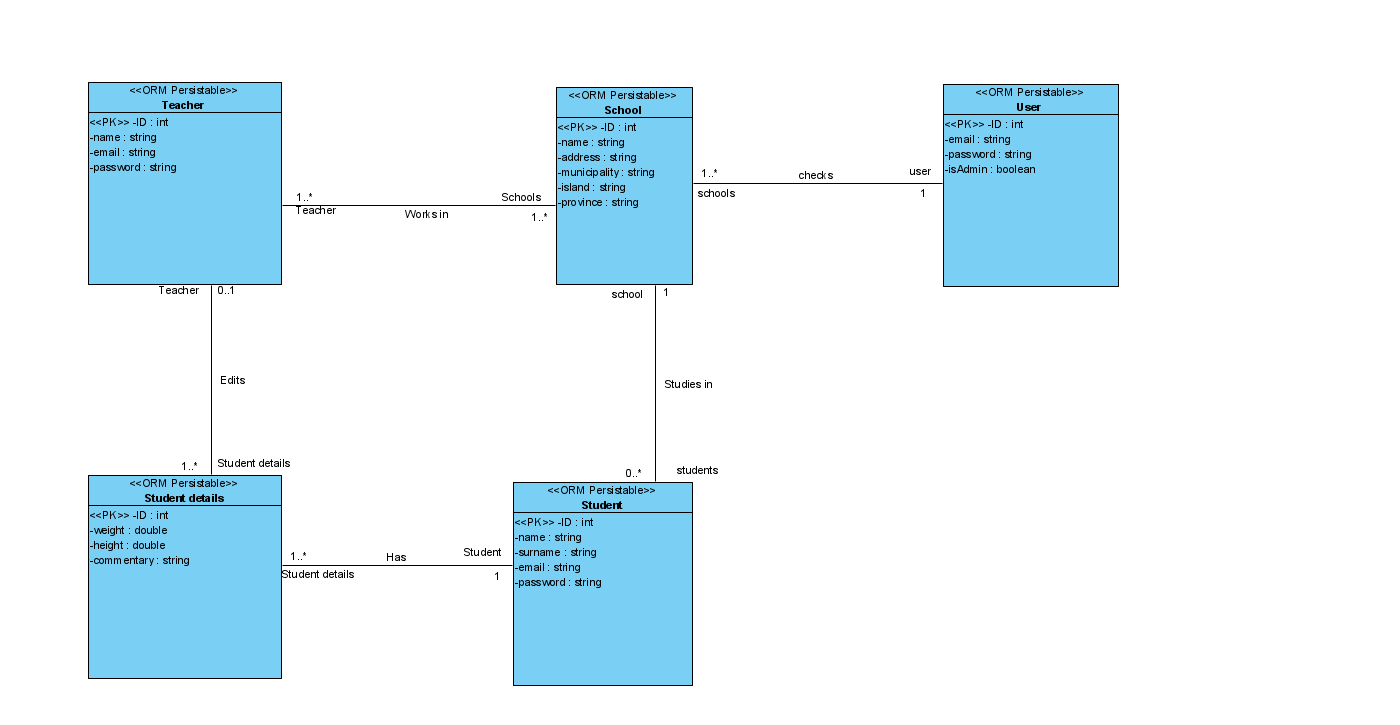 <<ORM Persistable>>
Teacher
<<PK>> -ID : int
-name : string
-email : string
-password : string
<<ORM Persistable>>
School
<<PK>> -ID : int
-name : string
-address : string
-municipality : string
-island : string
-province : string
<<ORM Persistable>>
User
<<PK>> -ID : int
-email : string
-password : string
-isAdmin : boolean
1..*
Teacher
Works in
Schools
1..*
1..*
schools
checks
user
1
Teacher
0..1
Edits
1..*
Student details
school
1
Studies in
0..*
students
<<ORM Persistable>>
Student details
<<PK>> -ID : int
-weight : double
-height : double
-commentary : string
1..*
Student details
Has
Student
1
<<ORM Persistable>>
Student
<<PK>> -ID : int
-name : string
-surname : string
-email : string
-password : string